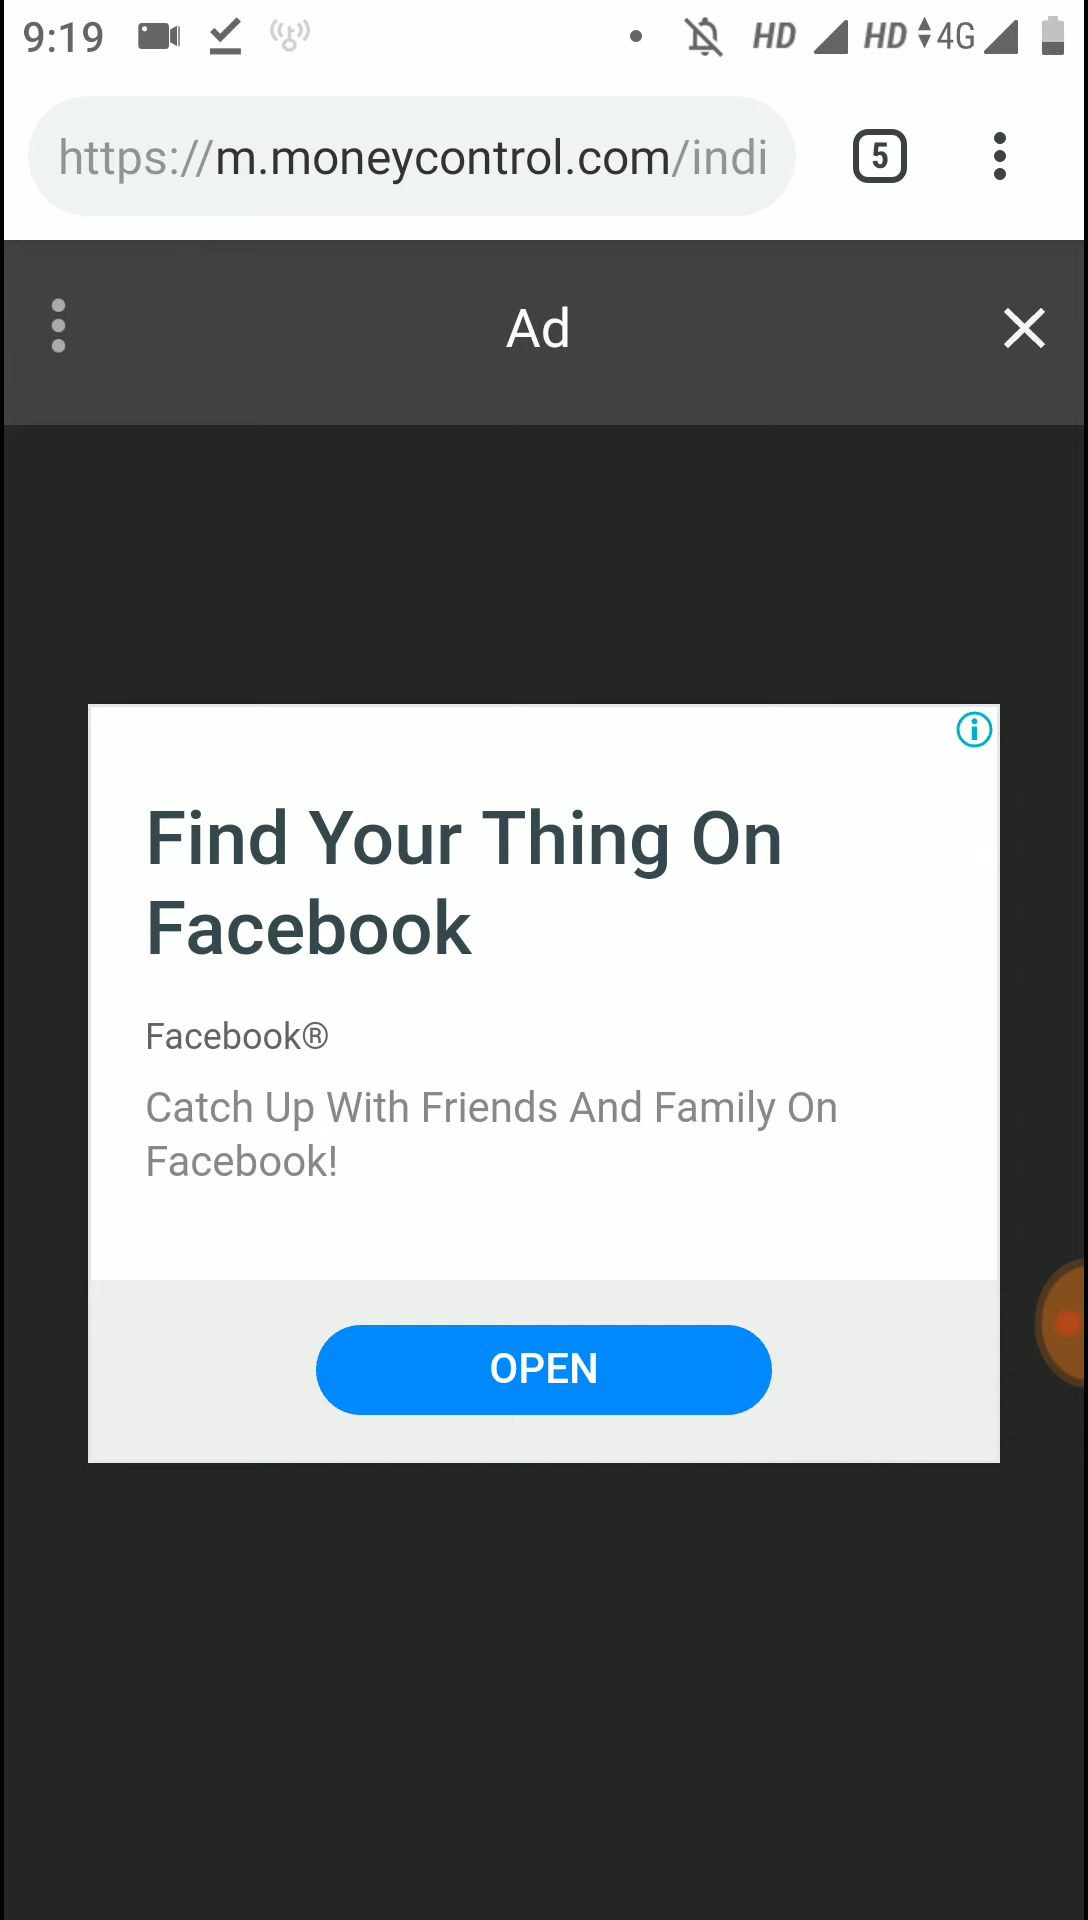 9:19 HD HD 4G
https://m.moneycontrol.com/indi 5
Ad
Find Your Thing On
Facebook
Facebook®
Catch Up With Friends And Family On
Facebook!
OPEN